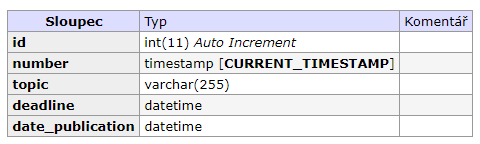 Sloupec Typ Komentář
id int(11) Auto Increment
number timestamp [CURRENT_TIMESTAMP]
topic varchar(255)
deadline datetime
date_publication datetime